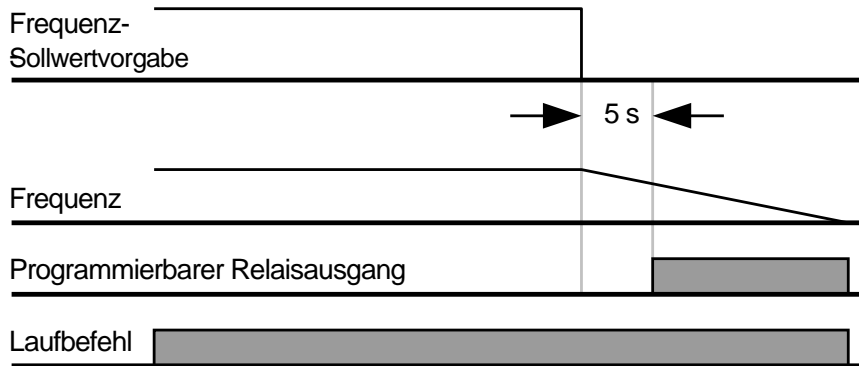 Frequenz-
Sollwertvorgabe
5 s
Frequenz
Programmierbarer Relaisausgang
Laufbefehl